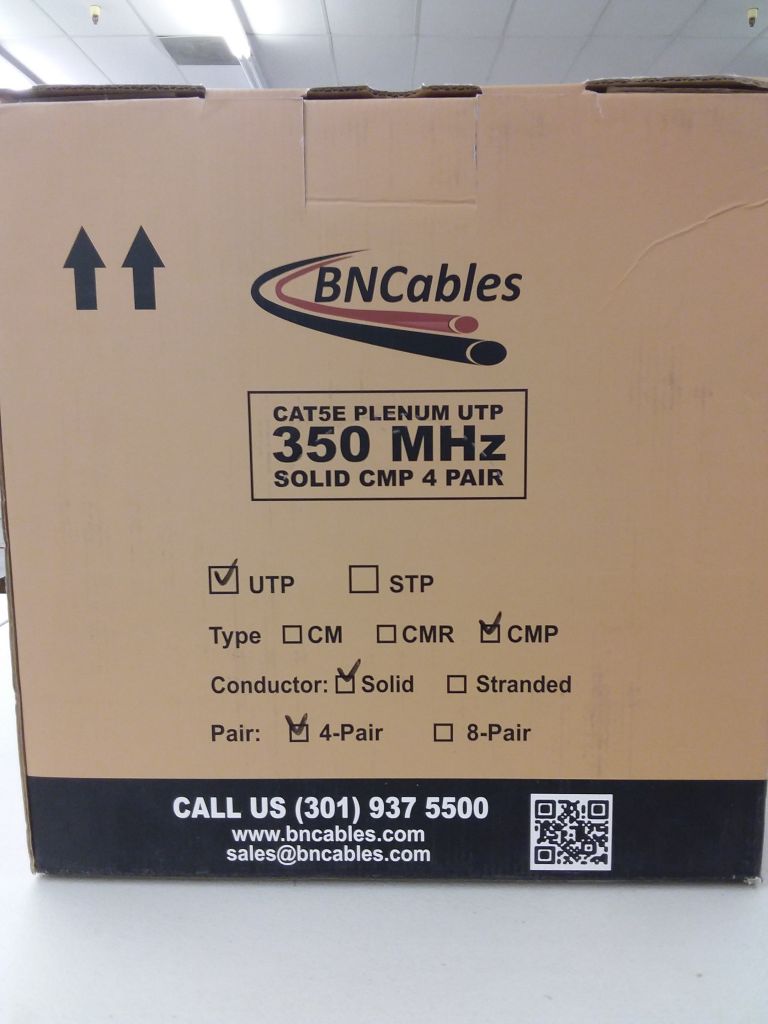 BNCables
CAT5E PLENUM UTP
350 MHz
SOLID CMP 4 PAIR
UTP STP
Type CM CMR CMP
Conductor: Solid Stranded
Pair: 4-Pair 8-Pair
CALL US (301) 937 5500
www.bncables.com
sales@bncables.com